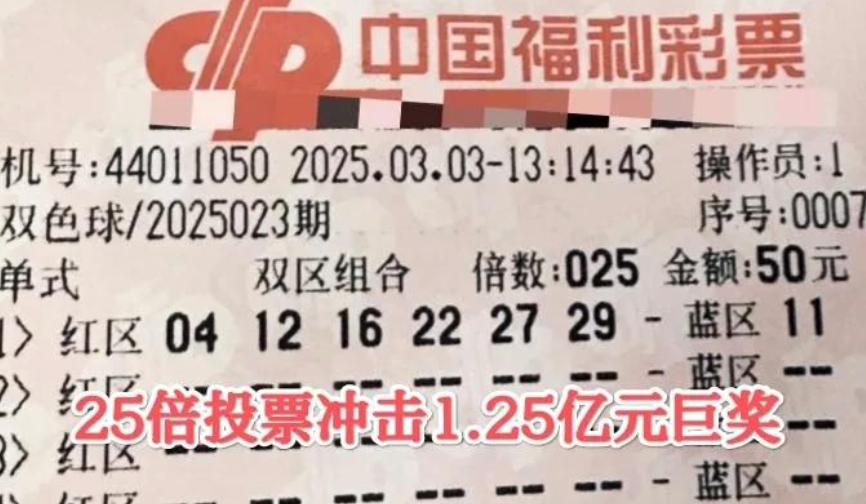 中国福利彩票
机号:44011050 2025.03.03-13:14:43 操作员:1
双色球/2025023期 序号:0007
单式 双区组合 倍数:025 金额:50元
1> 红区 04 12 16 22 27 29 - 蓝区 11
2> 红区 -- -- -- -- -- -- - 蓝区 --
25倍投票冲击1.25亿元巨奖
3> 红区 -- -- -- -- -- -- - 蓝区 --
红区 -- -- -- -- -- -- - 蓝区 --